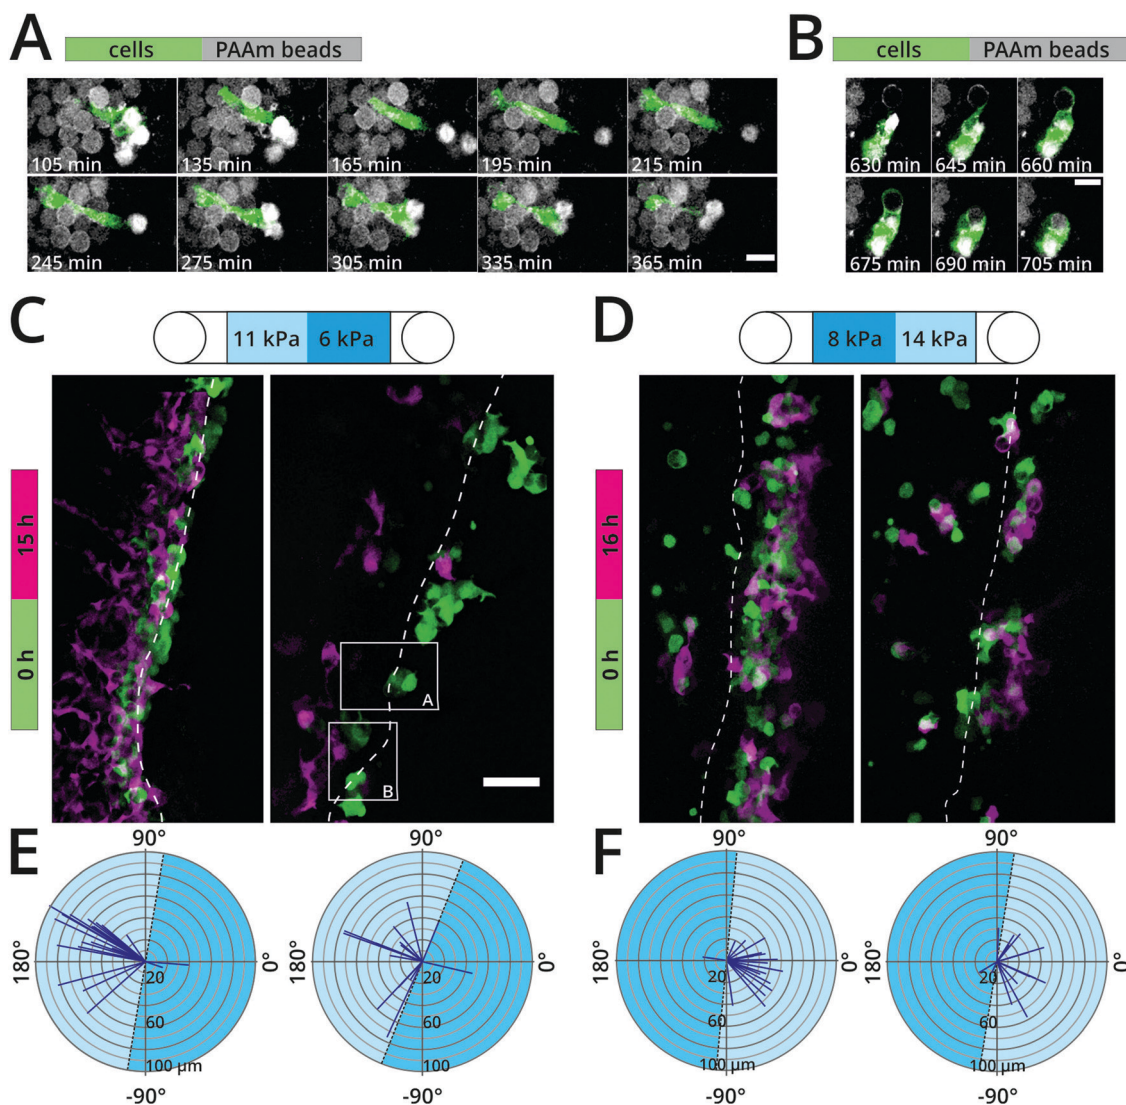 A
cells PAAm beads
105 min 135 min 165 min 195 min 215 min
245 min 275 min 305 min 335 min 365 min
B
cells PAAm beads
630 min 645 min 660 min
675 min 690 min 705 min
C
11 kPa 6 kPa
15 h
0 h
A
B
D
8 kPa 14 kPa
16 h
0 h
E
90°
180°
0°
20
60
100 µm
-90°
90°
180°
0°
20
60
100
-90°
F
90°
180°
0°
20
60
100 µm
-90°
90°
180°
0°
20
60
100 µm
-90°